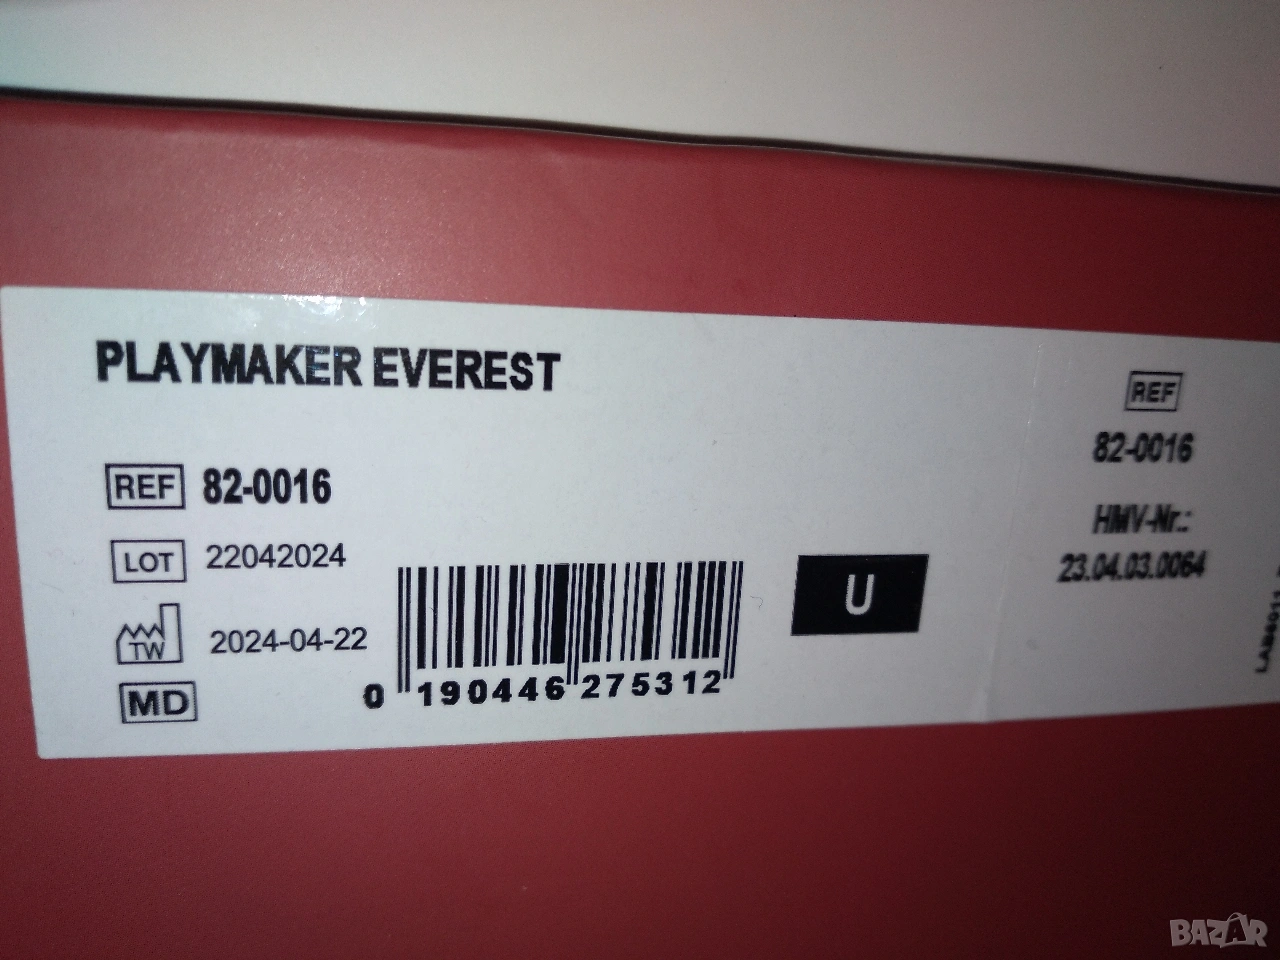 PLAYMAKER EVEREST
REF 82-0016
LOT 22042024
TW 2024-04-22
MD
0 190446 275312
U
REF
82-0016
HMV-Nr.:
23.04.03.0064
BAZAR